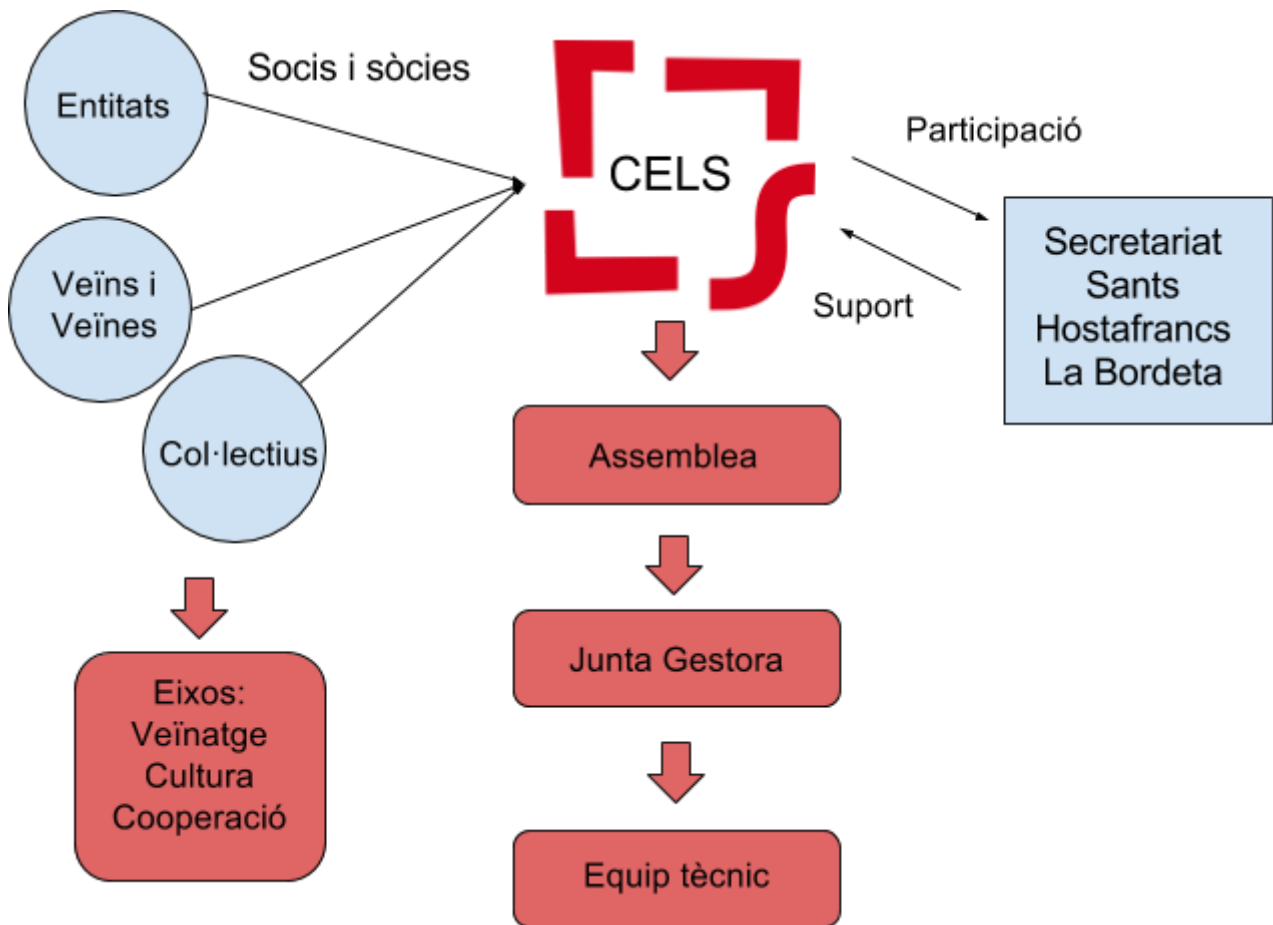 Socis i sòcies
Entitats
Veïns i
Veïnes
Col·lectius
CELS
Participació
Suport
Secretariat
Sants
Hostafrancs
La Bordeta
Assemblea
Junta Gestora
Equip tècnic
Eixos:
Veïnatge
Cultura
Cooperació